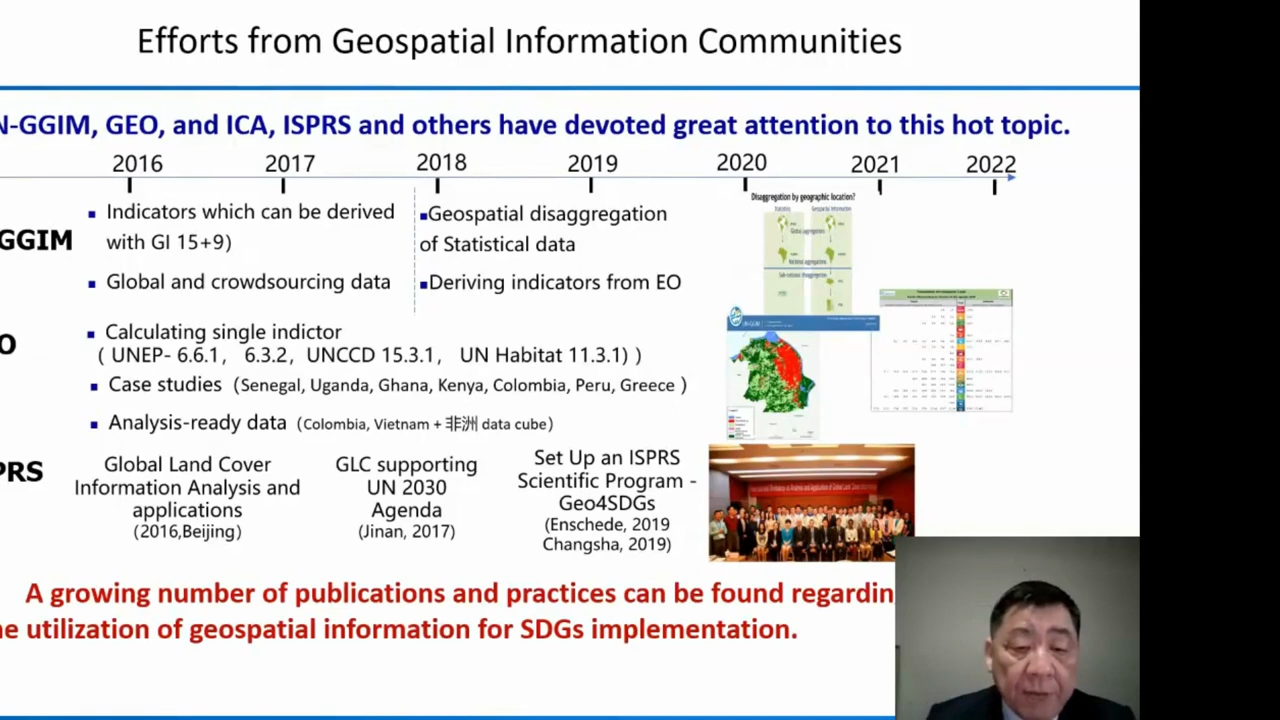 Efforts from Geospatial Information Communities
N-GGIM, GEO, and ICA, ISPRS and others have devoted great attention to this hot topic.
2016 2017 2018 2019 2020 2021 2022
GGIM
▪ Indicators which can be derived
with GI 15+9)
▪ Global and crowdsourcing data
▪Geospatial disaggregation
of Statistical data
▪Deriving indicators from EO
Disaggregation by geographic location?
O
▪ Calculating single indictor
( UNEP- 6.6.1, 6.3.2, UNCCD 15.3.1, UN Habitat 11.3.1) )
▪ Case studies (Senegal, Uganda, Ghana, Kenya, Colombia, Peru, Greece )
▪ Analysis-ready data (Colombia, Vietnam + 非洲 data cube)
PRS
Global Land Cover
Information Analysis and
applications
(2016,Beijing)
GLC supporting
UN 2030
Agenda
(Jinan, 2017)
Set Up an ISPRS
Scientific Program -
Geo4SDGs
(Enschede, 2019
Changsha, 2019)
A growing number of publications and practices can be found regardin
he utilization of geospatial information for SDGs implementation.